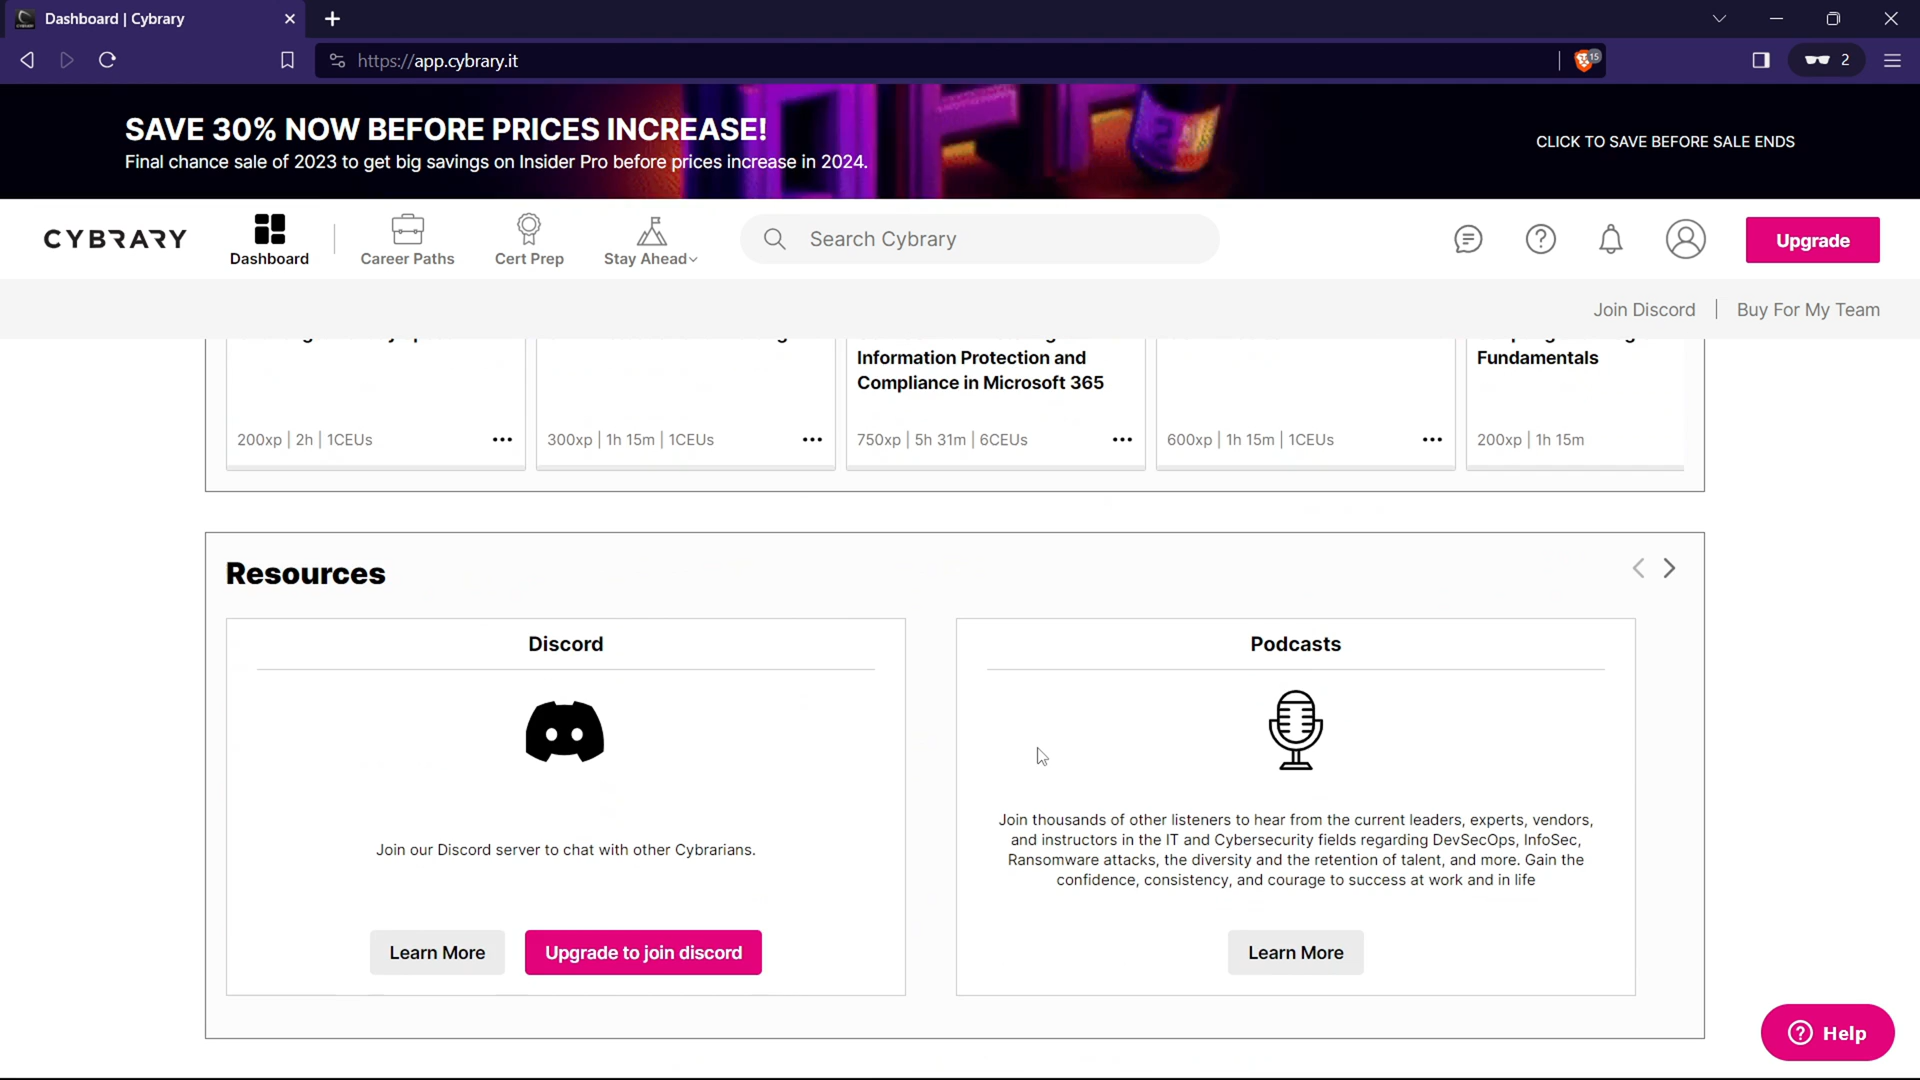 Dashboard | Cybrary
https://app.cybrary.it
15
2
SAVE 30% NOW BEFORE PRICES INCREASE!
Final chance sale of 2023 to get big savings on Insider Pro before prices increase in 2024.
CLICK TO SAVE BEFORE SALE ENDS
CYBRARY
Dashboard
Career Paths
Cert Prep
Stay Ahead
Search Cybrary
Upgrade
Join Discord | Buy For My Team
Information Protection and
Compliance in Microsoft 365
Fundamentals
200xp | 2h | 1CEUs
300xp | 1h 15m | 1CEUs
750xp | 5h 31m | 6CEUs
600xp | 1h 15m | 1CEUs
200xp | 1h 15m
Resources
Discord
Join our Discord server to chat with other Cybrarians.
Learn More
Upgrade to join discord
Podcasts
Join thousands of other listeners to hear from the current leaders, experts, vendors,
and instructors in the IT and Cybersecurity fields regarding DevSecOps, InfoSec,
Ransomware attacks, the diversity and the retention of talent, and more. Gain the
confidence, consistency, and courage to success at work and in life
Learn More
Help